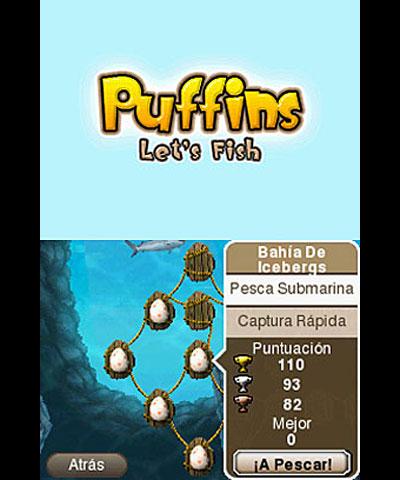 Puffins
Let's Fish
Bahía De
Icebergs
Pesca Submarina
Captura Rápida
Puntuación
110
93
82
Mejor
0
Atrás
¡A Pescar!